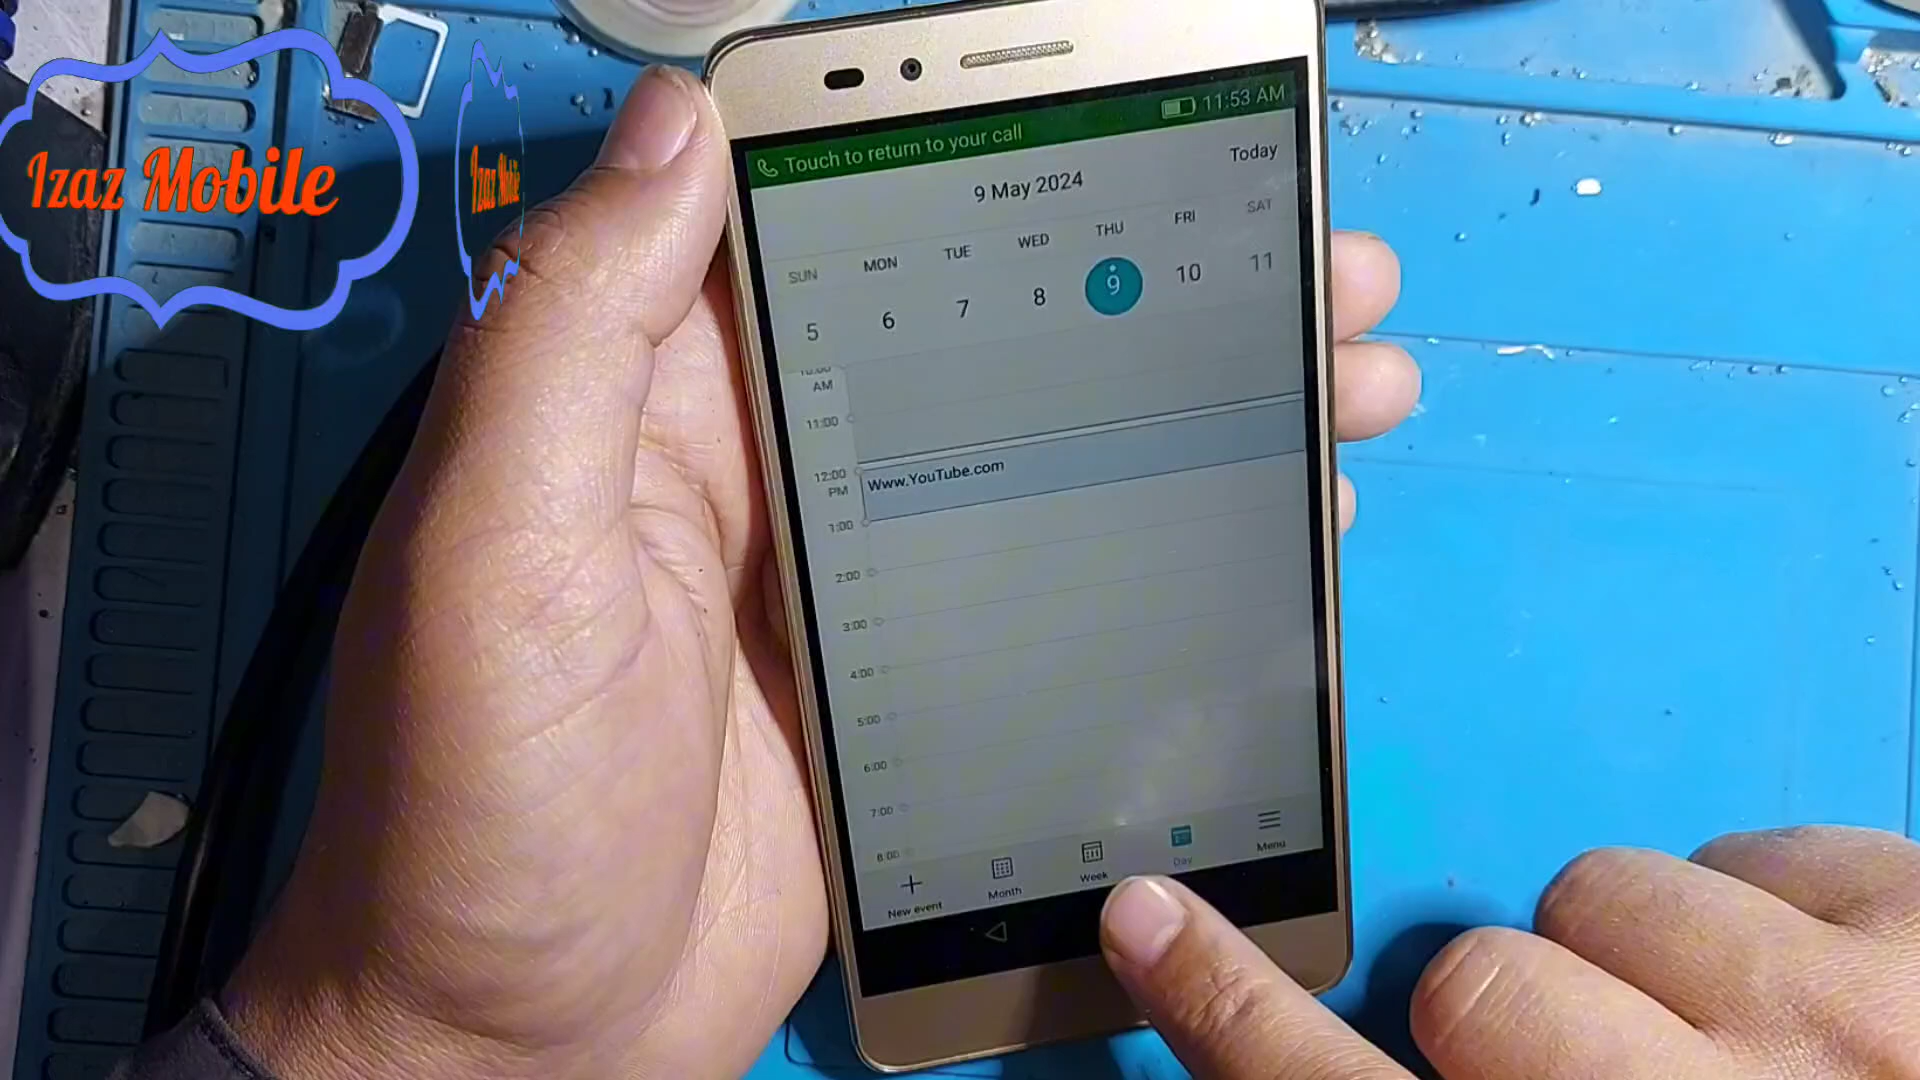 Izaz Mobile
Izaz Mobile
Touch to return to your call
11:53 AM
9 May 2024
Today
SUN MON TUE WED THU FRI SAT
5 6 7 8 9 10 11
10:00 AM
11:00
12:00 PM
Www.YouTube.com
1:00
2:00
3:00
4:00
5:00
6:00
7:00
8:00
New event
Month
Week
Day
Menu